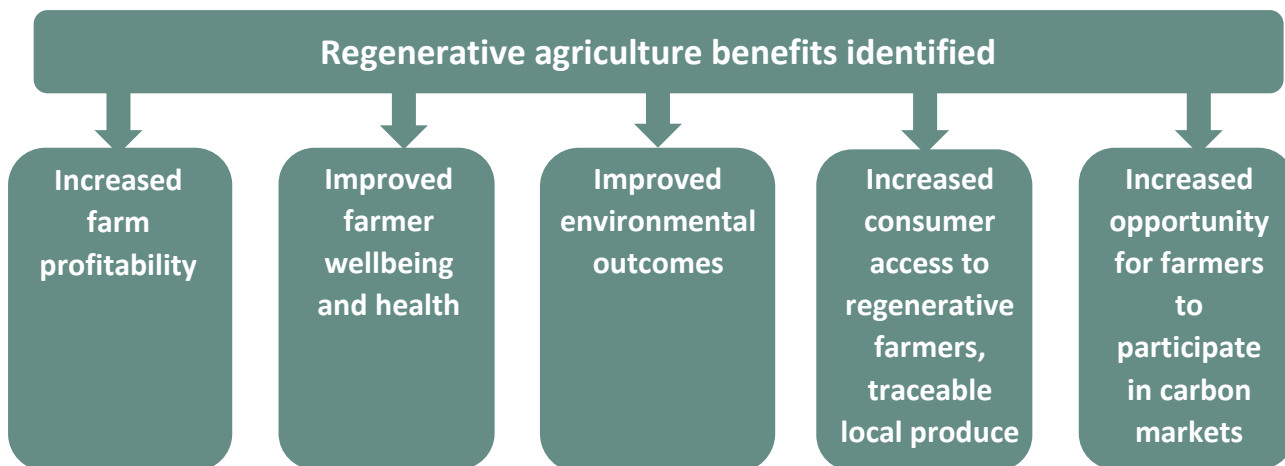 Regenerative agriculture benefits identified
Increased
farm
profitability
Improved
farmer
wellbeing
and health
Improved
environmental
outcomes
Increased
consumer
access to
regenerative
farmers,
traceable
local produce
Increased
opportunity
for farmers
to
participate
in carbon
markets